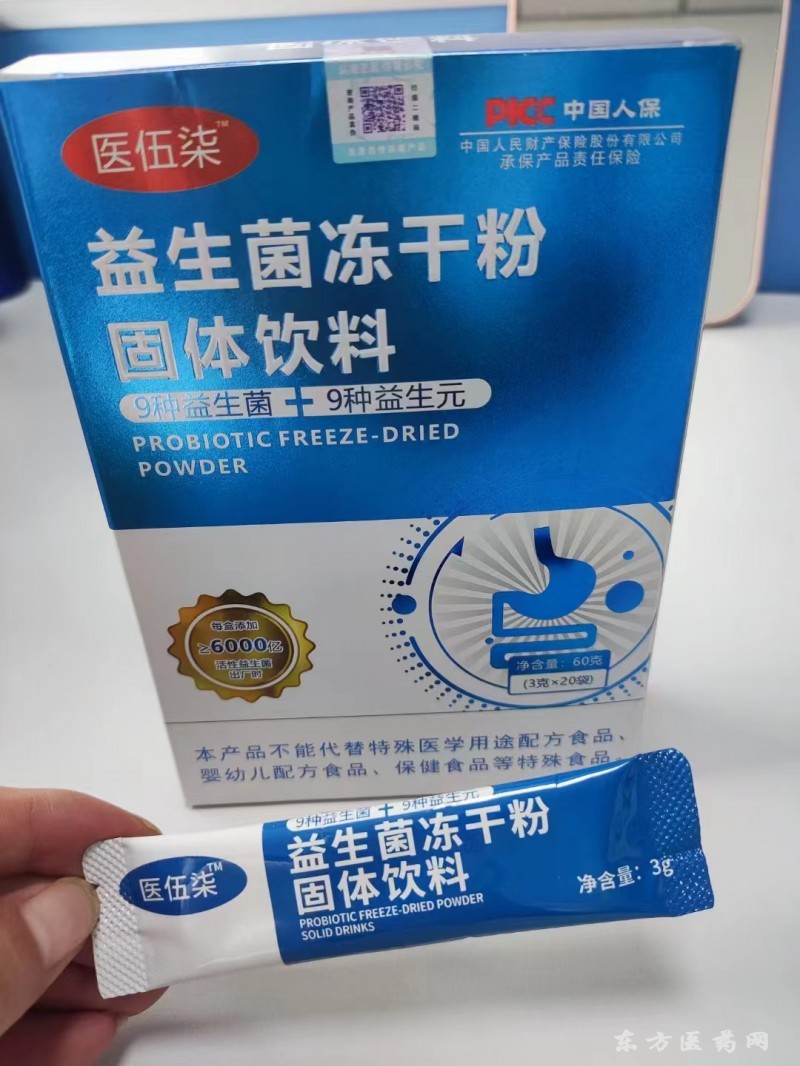 医伍柒™
PICC 中国人保
中国人民财产保险股份有限公司
承保产品责任保险
益生菌冻干粉
固体饮料
9种益生菌 + 9种益生元
PROBIOTIC FREEZE-DRIED
POWDER
每盒添加
≥6000亿
活性益生菌
出厂时
净含量：60克
(3克×20袋)
本产品不能代替特殊医学用途配方食品、
婴幼儿配方食品、保健食品等特殊食品。
9种益生菌 + 9种益生元
医伍柒™
益生菌冻干粉
固体饮料
PROBIOTIC FREEZE-DRIED POWDER
SOLID DRINKS
净含量：3g
东方医药网